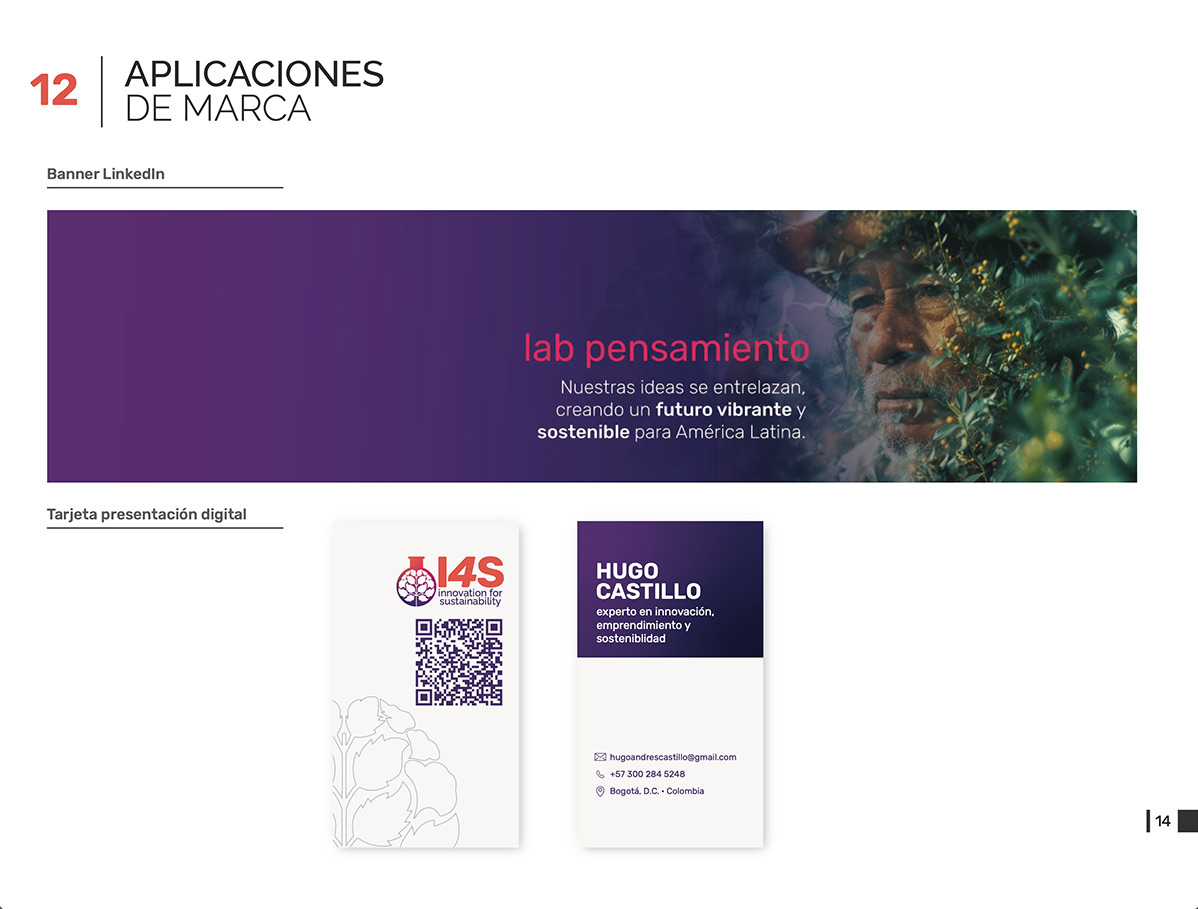 12
APLICACIONES
DE MARCA
Banner LinkedIn
lab pensamiento
Nuestras ideas se entrelazan,
creando un futuro vibrante y
sostenible para América Latina.
Tarjeta presentación digital
I4S
innovation for
sustainability
HUGO
CASTILLO
experto en innovación,
emprendimiento y
sosteniblidad
hugoandrescastillo@gmail.com
+57 300 284 5248
Bogotá, D.C. • Colombia
14